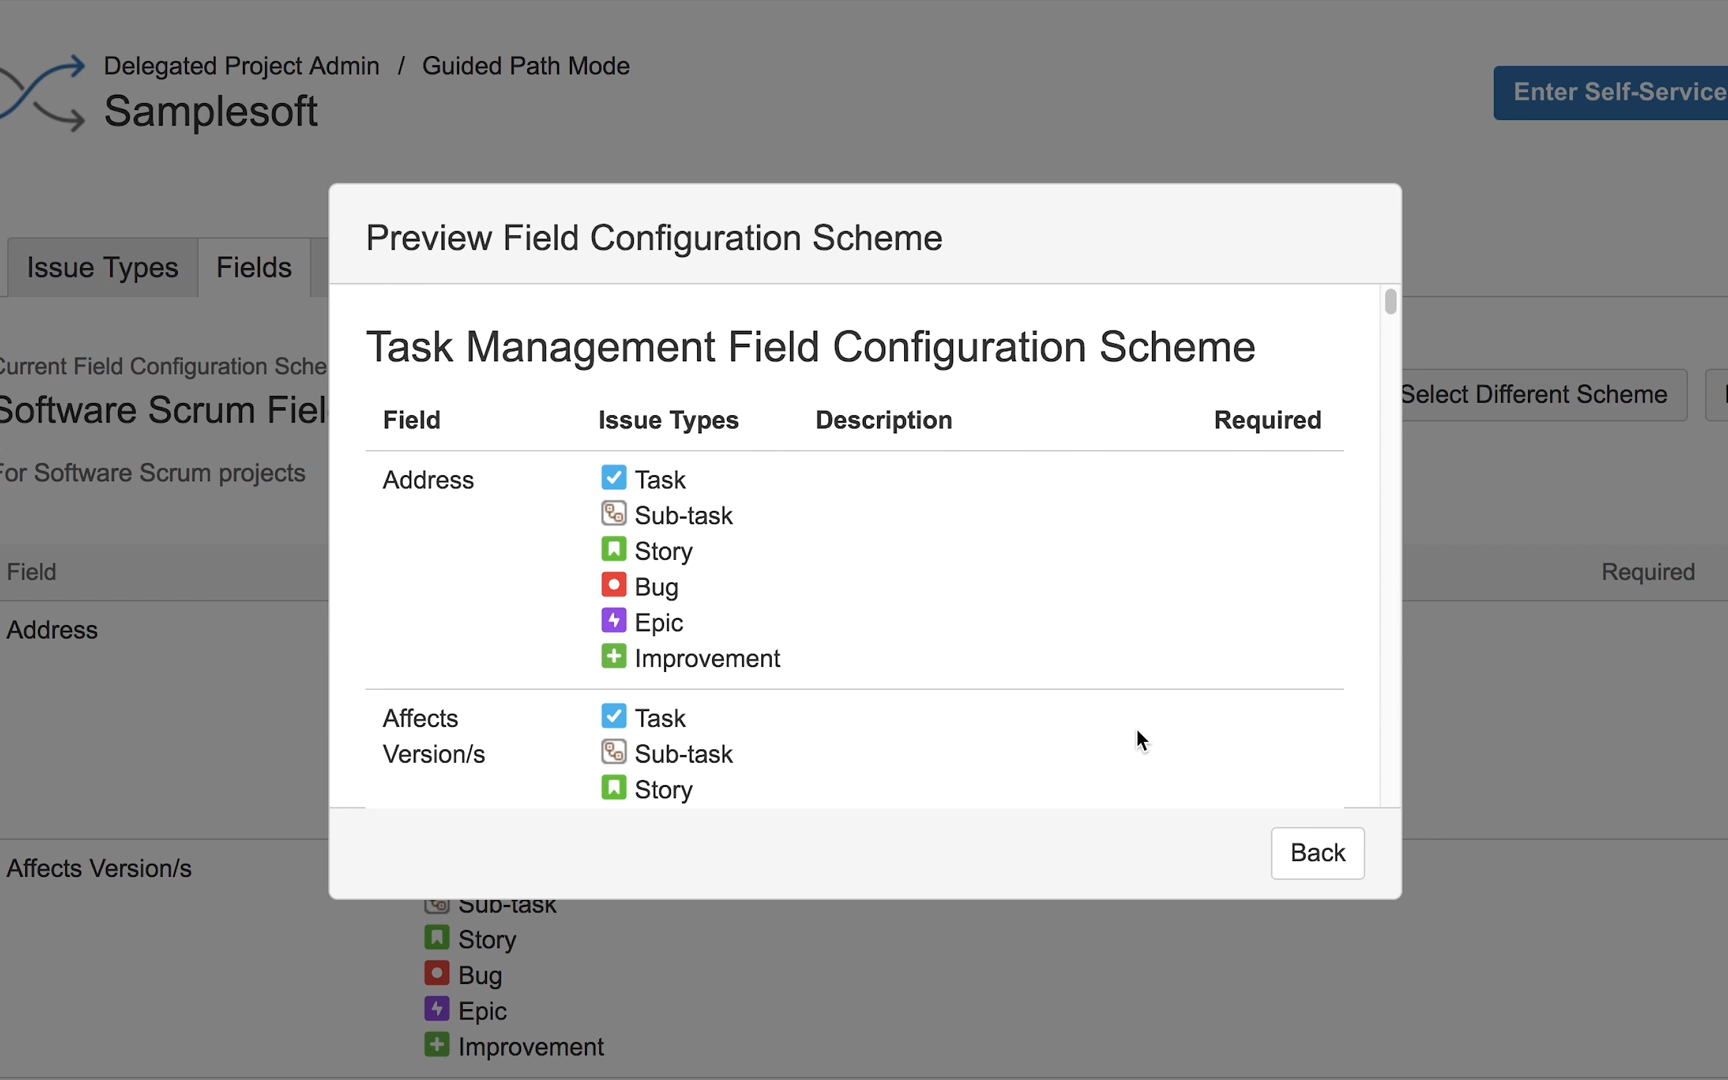 Delegated Project Admin / Guided Path Mode
Samplesoft
Enter Self-Service
Issue Types
Fields
Preview Field Configuration Scheme
Current Field Configuration Sche
Software Scrum Fiel
For Software Scrum projects
Select Different Scheme
Task Management Field Configuration Scheme
Field Issue Types Description Required
Address
Task
Sub-task
Story
Bug
Epic
Improvement
Affects
Version/s
Task
Sub-task
Story
Back
Field
Required
Address
Affects Version/s
Sub-task
Story
Bug
Epic
Improvement